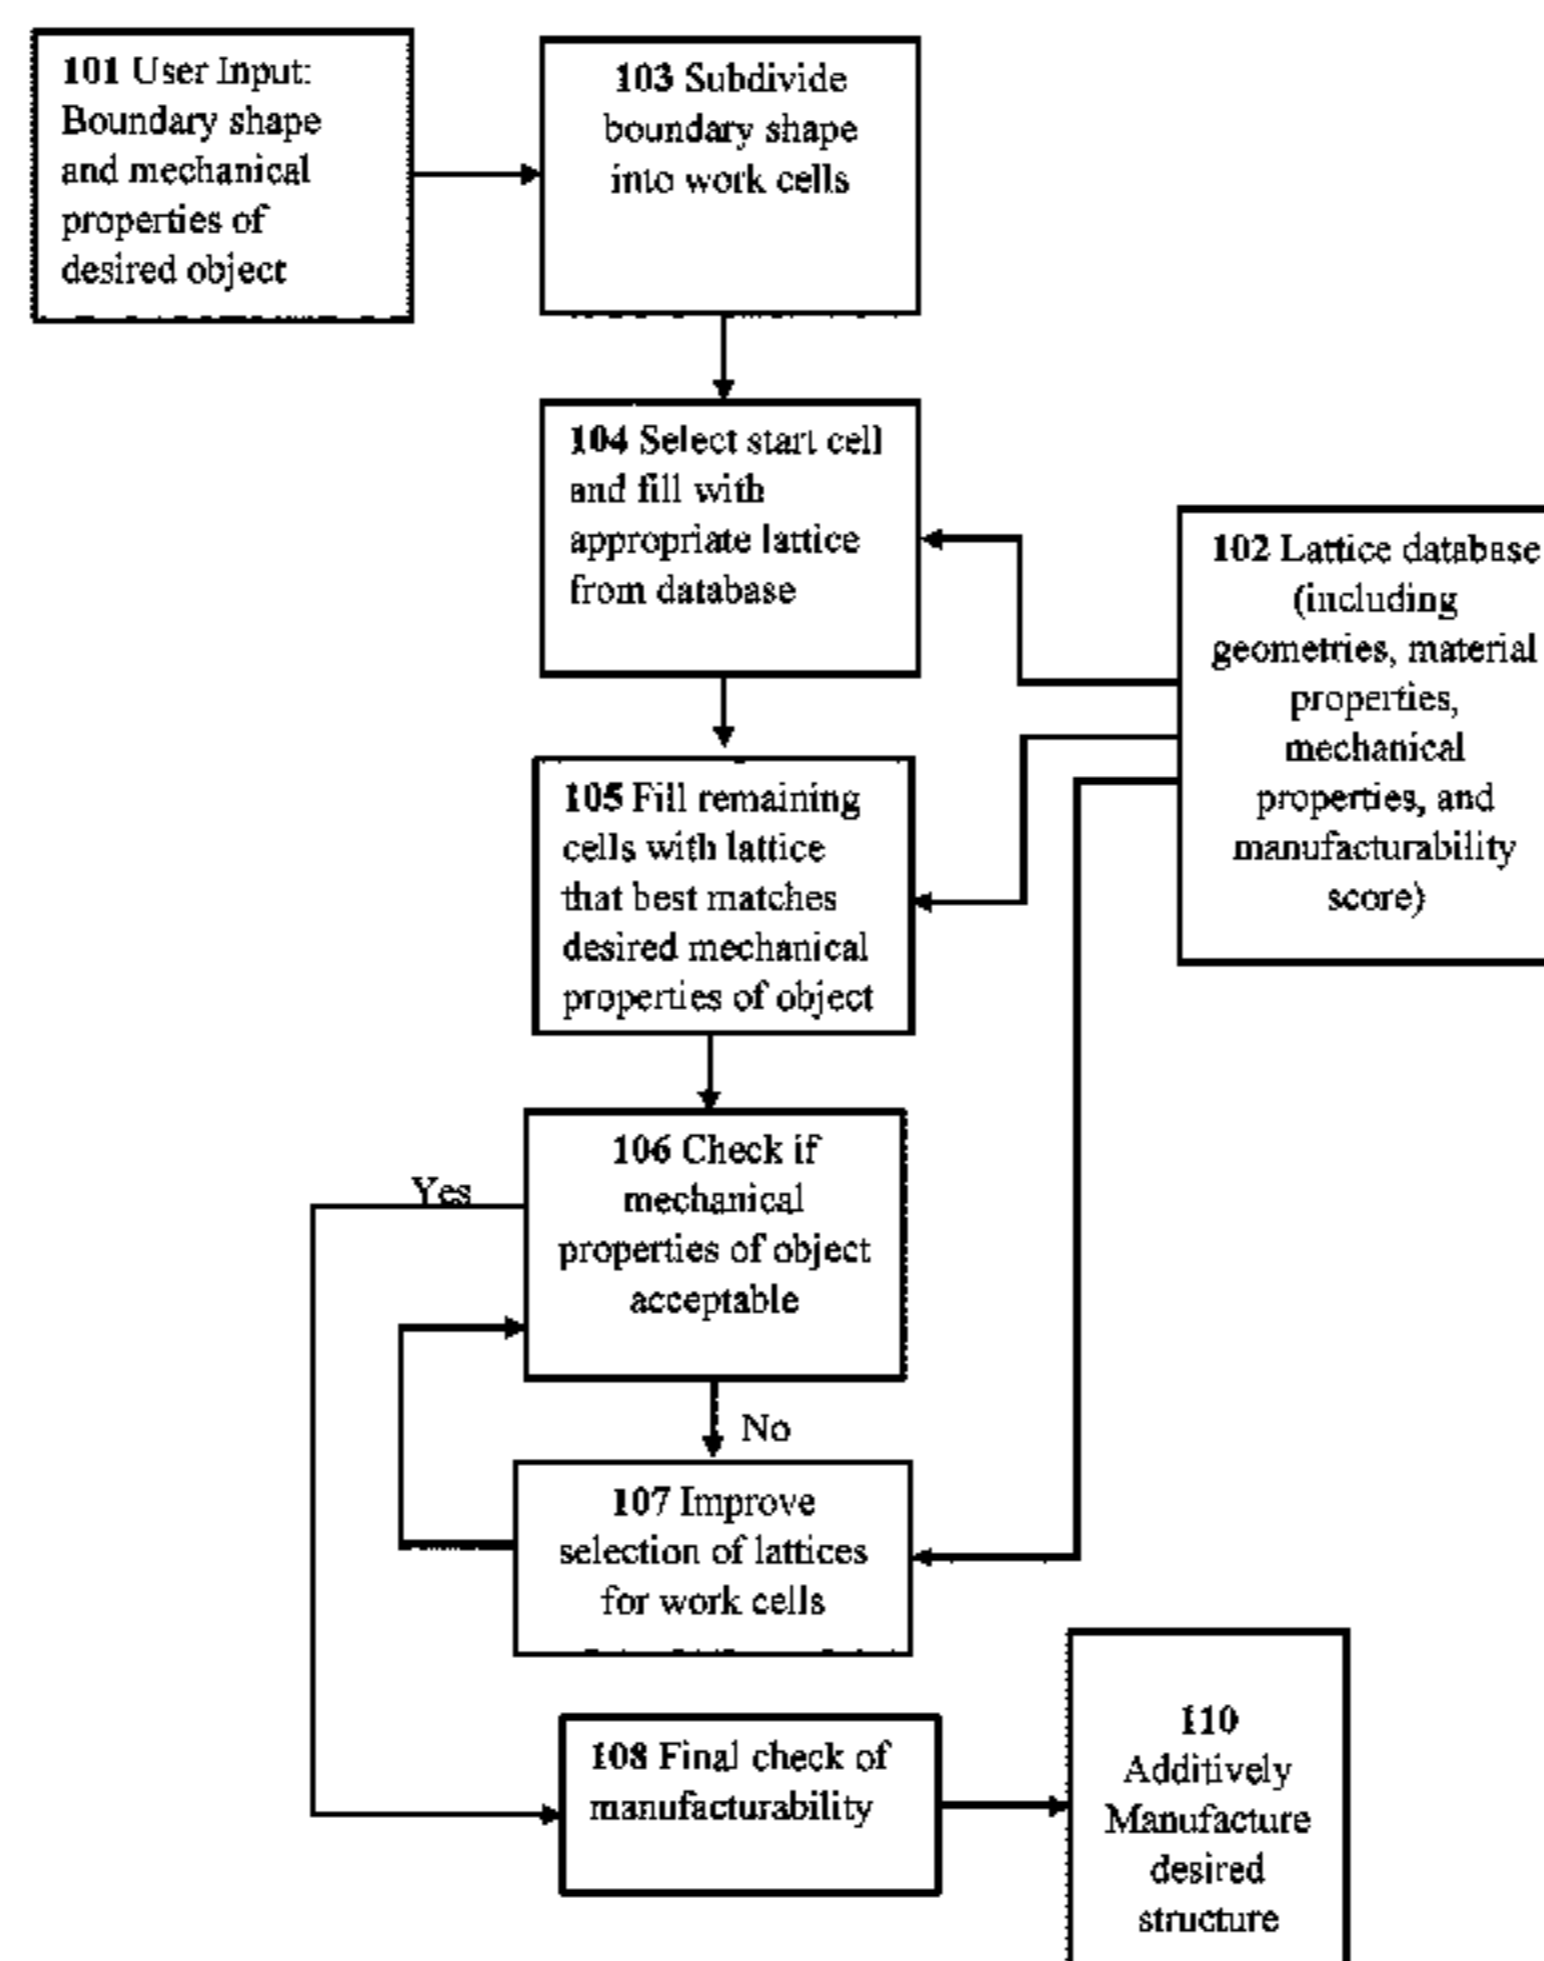 101 User Input:
Boundary shape
and mechanical
properties of
desired object
103 Subdivide
boundary shape
into work cells
104 Select start cell
and fill with
appropriate lattice
from database
102 Lattice database
(including
geometries, material
properties,
mechanical
properties, and
manufacturability
score)
105 Fill remaining
cells with lattice
that best matches
desired mechanical
properties of object
106 Check if
mechanical
properties of object
acceptable
Yes
No
107 Improve
selection of lattices
for work cells
108 Final check of
manufacturability
110
Additively
Manufacture
desired
structure